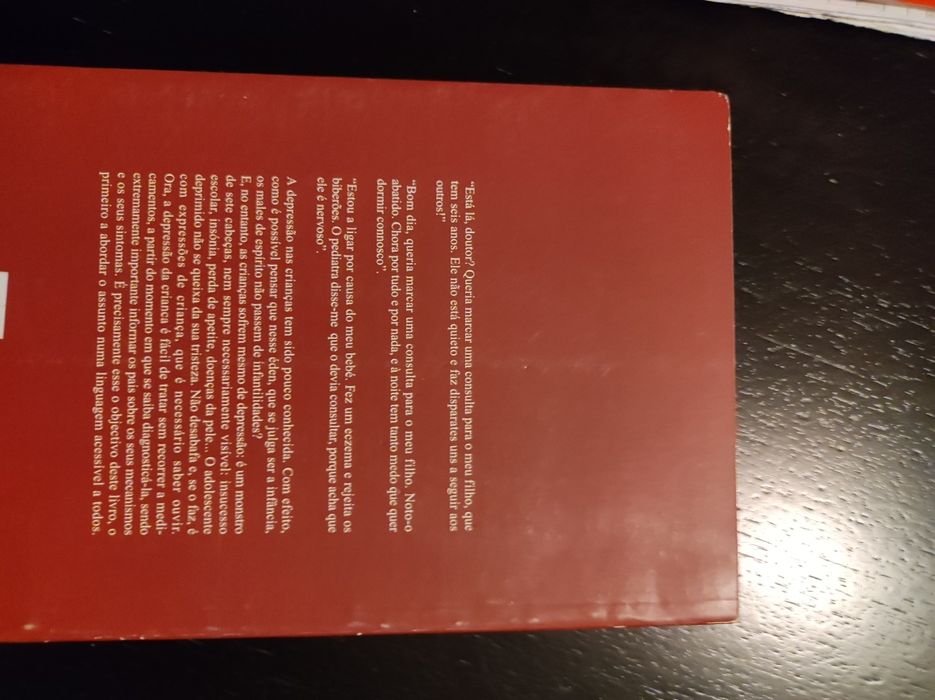 “Está lá, doutor? Queria marcar uma consulta para o meu filho, que
tem seis anos. Ele não está quieto e faz disparates uns a seguir aos
outros!”
“Bom dia, queria marcar uma consulta para o meu filho. Noto-o
abatido. Chora por tudo e por nada, e à noite tem tanto medo que quer
dormir connosco”.
“Estou a ligar por causa do meu bebé. Fez um eczema e rejeita os
biberões. O pediatra disse-me que o devia consultar, porque acha que
ele é nervoso”.
A depressão nas crianças tem sido pouco conhecida. Com efeito,
como é possível pensar que nesse éden, que se julga ser a infância,
os males de espírito não passem de infantilidades?
E, no entanto, as crianças sofrem mesmo de depressão: é um monstro
de sete cabeças, nem sempre necessariamente visível: insucesso
escolar, insónia, perda de apetite, doenças da pele... O adolescente
deprimido não se queixa da sua tristeza. Não desabafa e, se o faz, é
com expressões de criança, que é necessário saber ouvir.
Ora, a depressão da criança é fácil de tratar sem recorrer a medi-
camentos, a partir do momento em que se saiba diagnosticá-la, sendo
extremamente importante informar os pais sobre os seus mecanismos
e os seus sintomas. É precisamente esse o objectivo deste livro, o
primeiro a abordar o assunto numa linguagem acessível a todos.